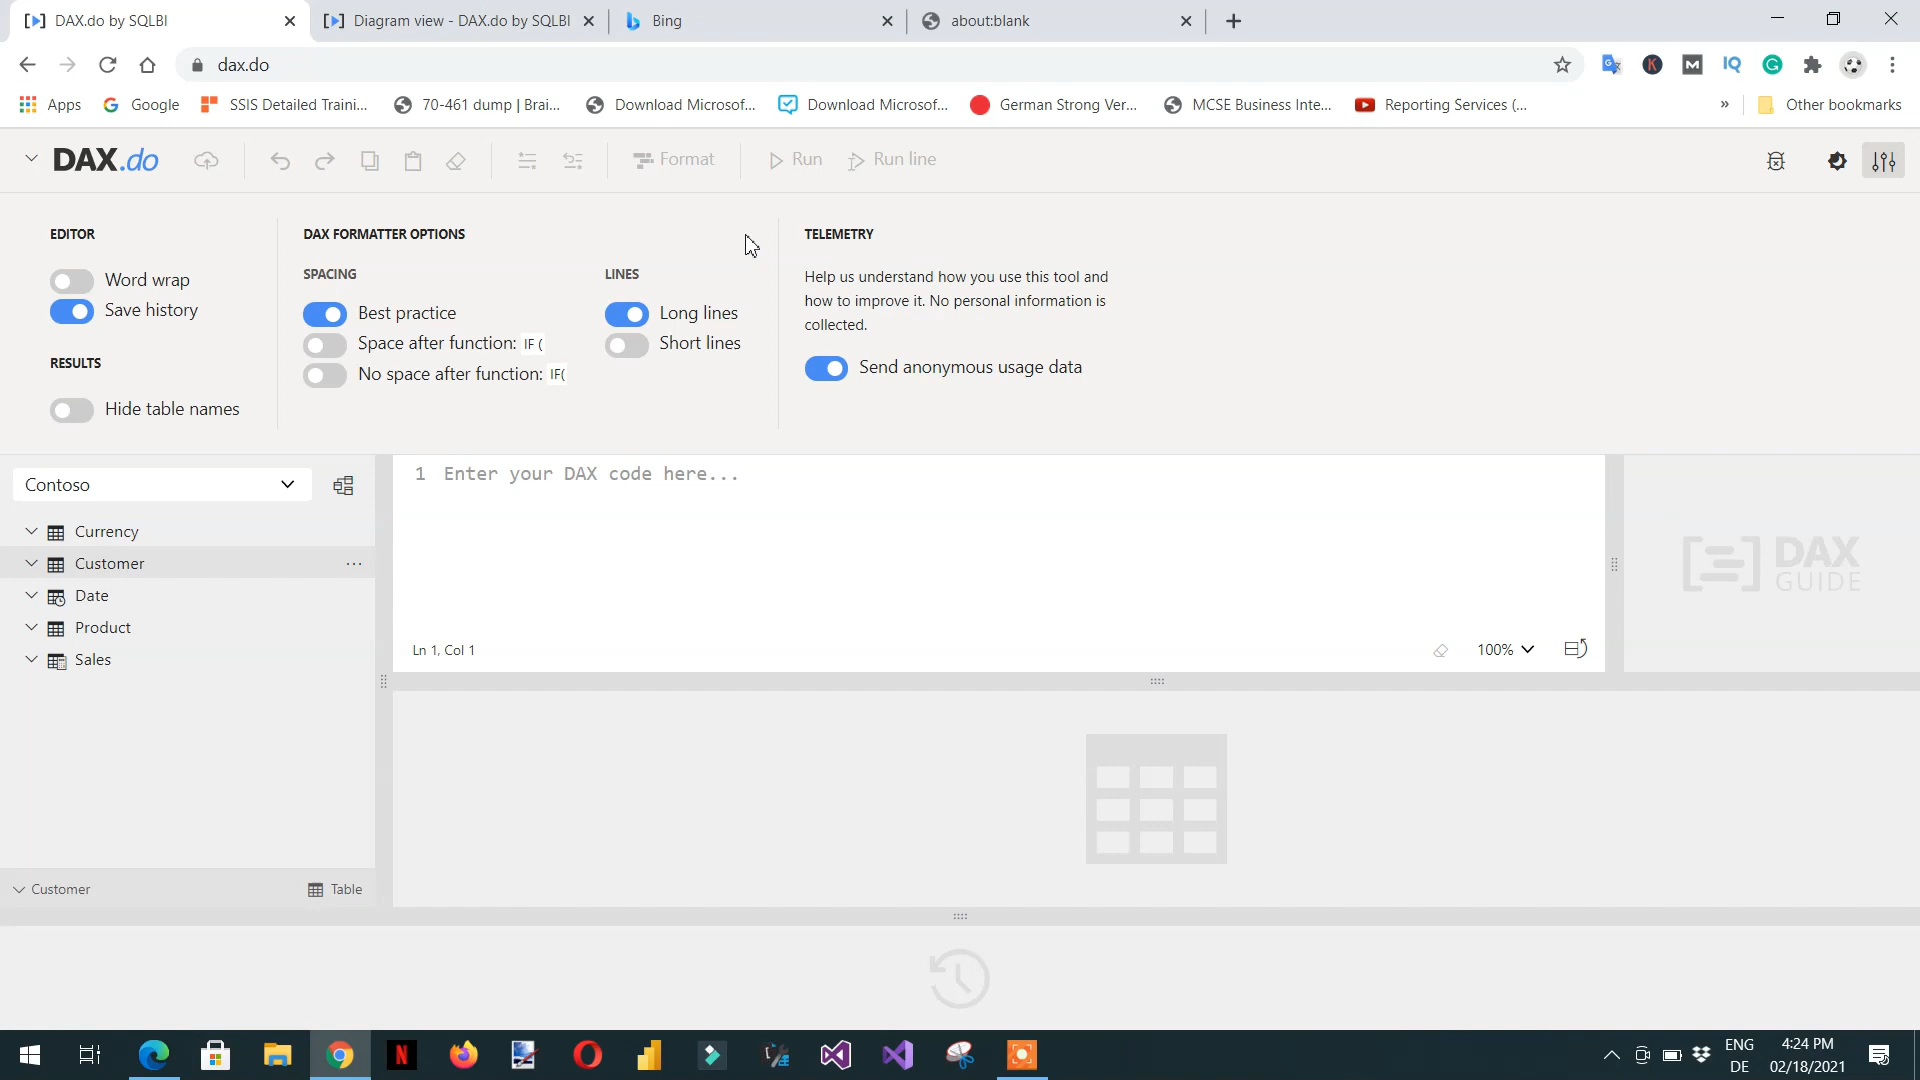 DAX.do by SQLBI
Diagram view - DAX.do by SQLBI
Bing
about:blank
dax.do
Apps
Google
SSIS Detailed Traini...
70-461 dump | Brai...
Download Microsof...
Download Microsof...
German Strong Ver...
MCSE Business Inte...
Reporting Services (...
»
Other bookmarks
DAX.do
Format
Run
Run line
EDITOR
Word wrap
Save history
RESULTS
Hide table names
DAX FORMATTER OPTIONS
SPACING
Best practice
Space after function: IF (
No space after function: IF(
LINES
Long lines
Short lines
TELEMETRY
Help us understand how you use this tool and
how to improve it. No personal information is
collected.
Send anonymous usage data
Contoso
Currency
Customer
Date
Product
Sales
Customer
Table
1 Enter your DAX code here...
Ln 1, Col 1
100%
DAX
GUIDE
ENG
DE
4:24 PM
02/18/2021